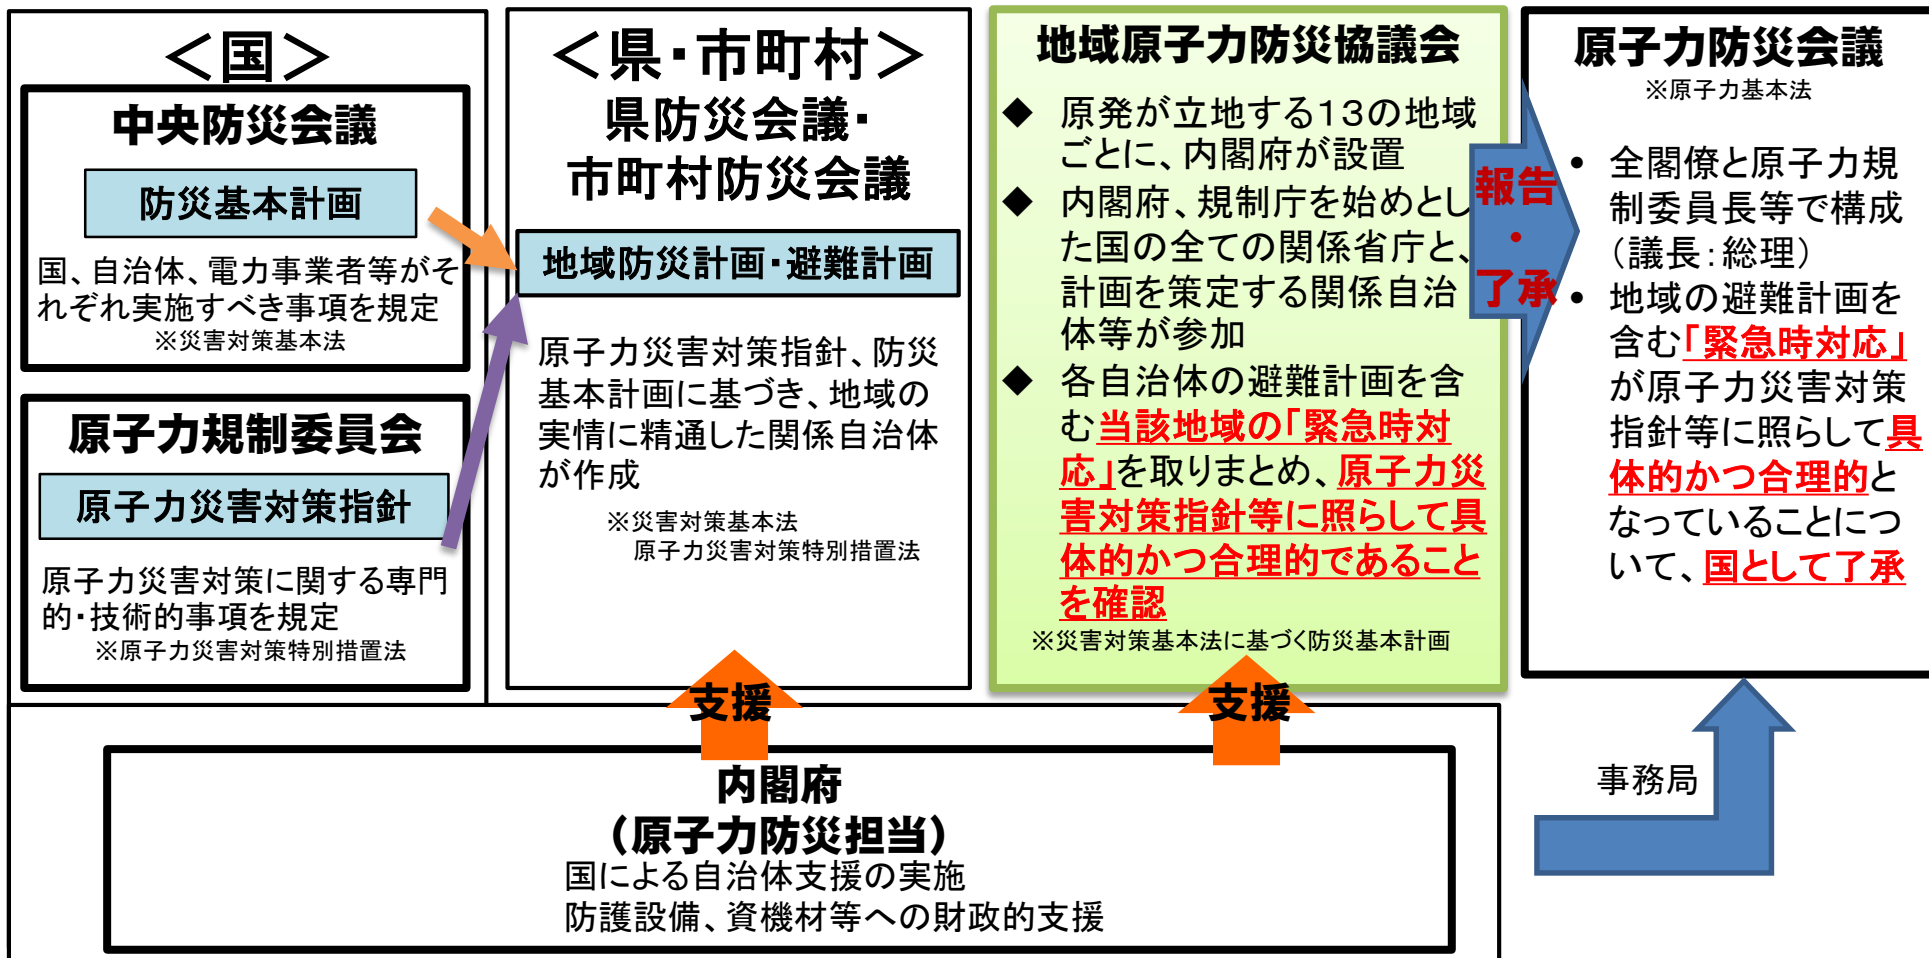 ＜国＞
中央防災会議
防災基本計画
国、自治体、電力事業者等がそ
れぞれ実施すべき事項を規定
※災害対策基本法
原子力規制委員会
原子力災害対策指針
原子力災害対策に関する専門
的・技術的事項を規定
※原子力災害対策特別措置法
＜県・市町村＞
県防災会議・
市町村防災会議
地域防災計画・避難計画
原子力災害対策指針、防災
基本計画に基づき、地域の
実情に精通した関係自治体
が作成
※災害対策基本法
原子力災害対策特別措置法
地域原子力防災協議会
◆ 原発が立地する１３の地域
ごとに、内閣府が設置
◆ 内閣府、規制庁を始めとし
た国の全ての関係省庁と、
計画を策定する関係自治
体等が参加
◆ 各自治体の避難計画を含
む当該地域の「緊急時対
応」を取りまとめ、原子力災
害対策指針等に照らして具
体的かつ合理的であること
を確認
※災害対策基本法に基づく防災基本計画
報告
・
了承
原子力防災会議
※原子力基本法
• 全閣僚と原子力規
制委員長等で構成
（議長：総理）
• 地域の避難計画を
含む「緊急時対応」
が原子力災害対策
指針等に照らして具
体的かつ合理的と
なっていることにつ
いて、国として了承
支援
支援
内閣府
（原子力防災担当）
国による自治体支援の実施
防護設備、資機材等への財政的支援
事務局